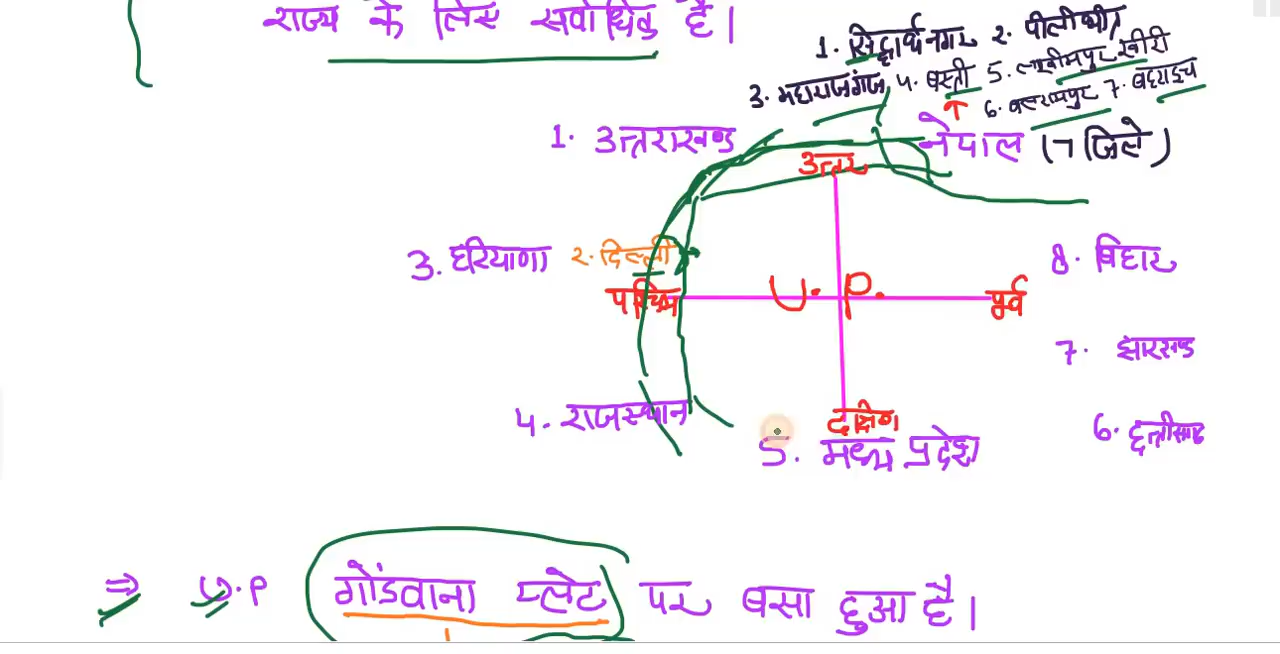 राज्य के लिए सर्वाधिक है।
1. सिद्धार्थनगर 2. पीलीभीत
3. महाराजगंज 4. बस्ती 5. लखीमपुर खीरी
6. बलरामपुर 7. बहराइच
1. उत्तराखण्ड
नेपाल (7 जिले)
उत्तर
3. हरियाणा 2. दिल्ली
8. बिहार
पश्चिम U. P. पूर्व
7. झारखण्ड
4. राजस्थान
दक्षिण
6. छत्तीसगढ़
5. मध्य प्रदेश
⇒ U.P गोंडवाना प्लेट पर बसा हुआ है।